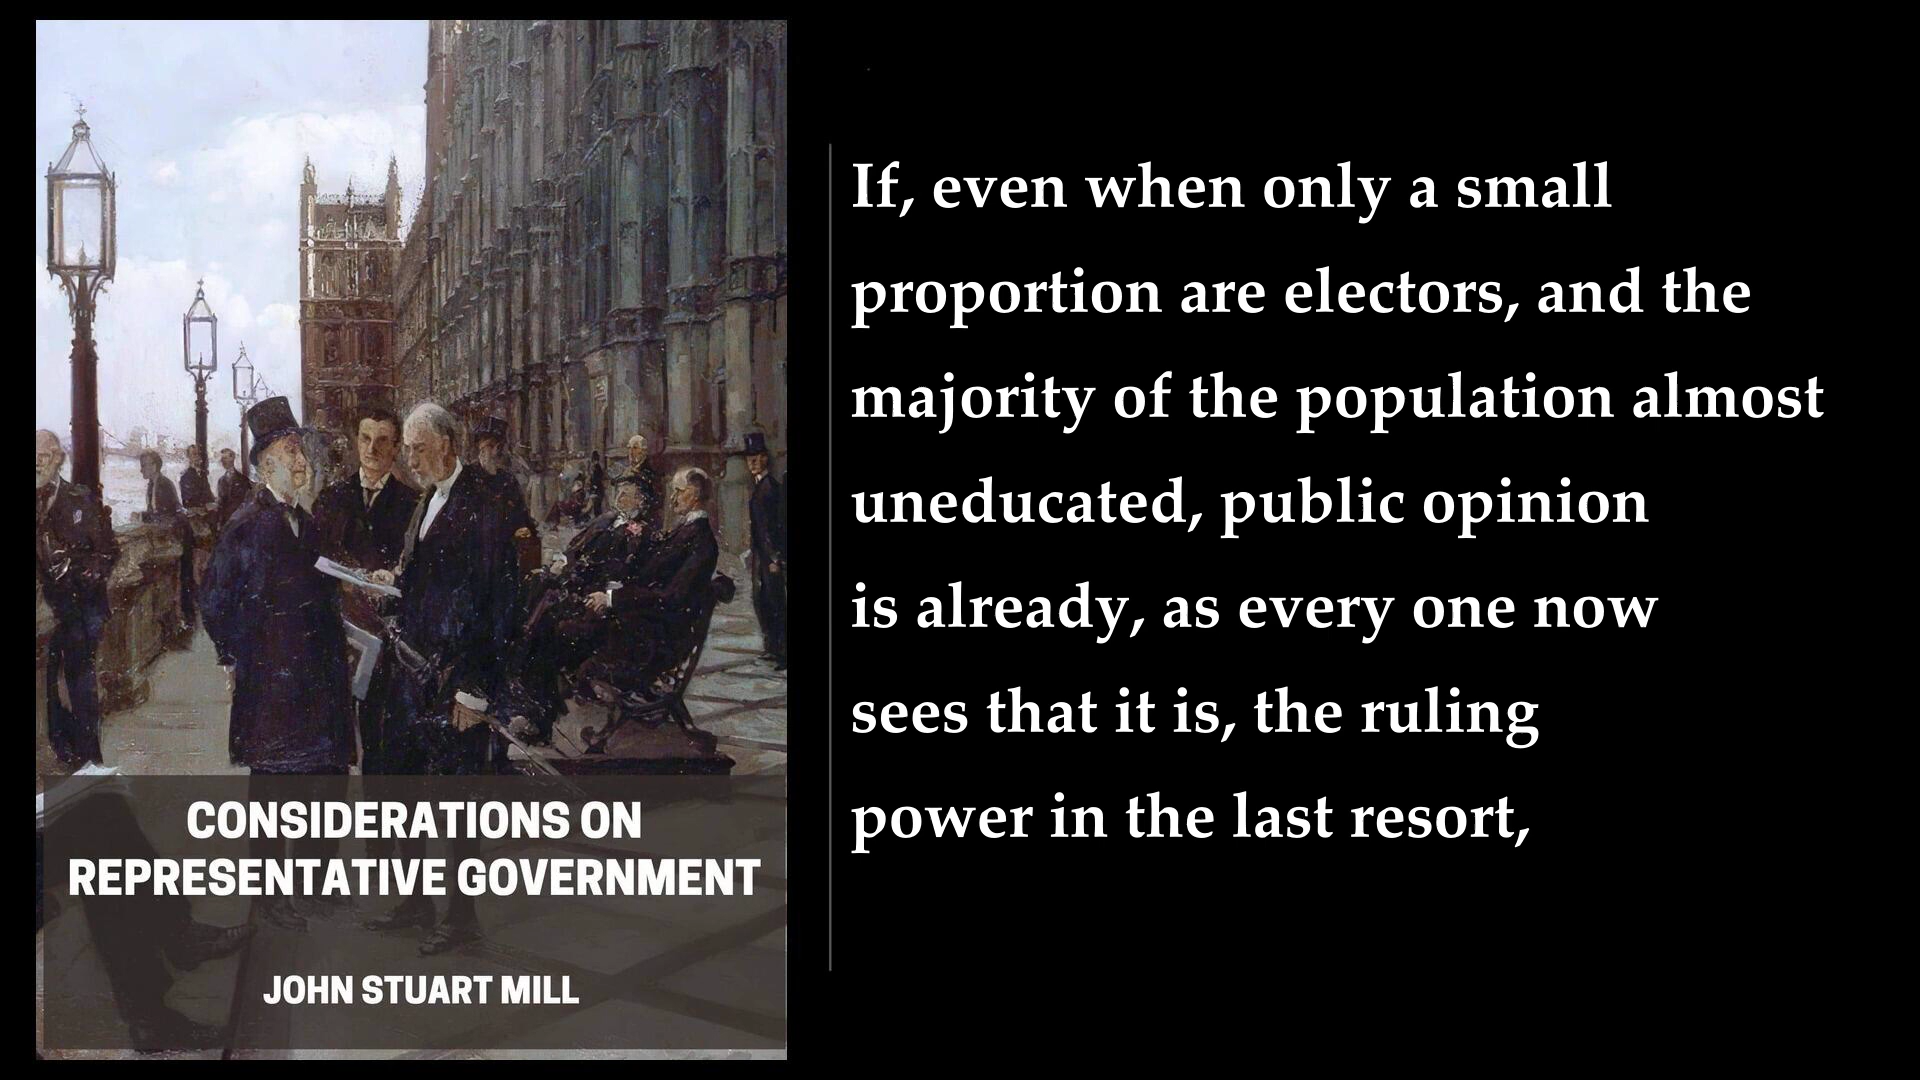 If, even when only a small
proportion are electors, and the
majority of the population almost
uneducated, public opinion
is already, as every one now
sees that it is, the ruling
power in the last resort,
CONSIDERATIONS ON
REPRESENTATIVE GOVERNMENT
JOHN STUART MILL